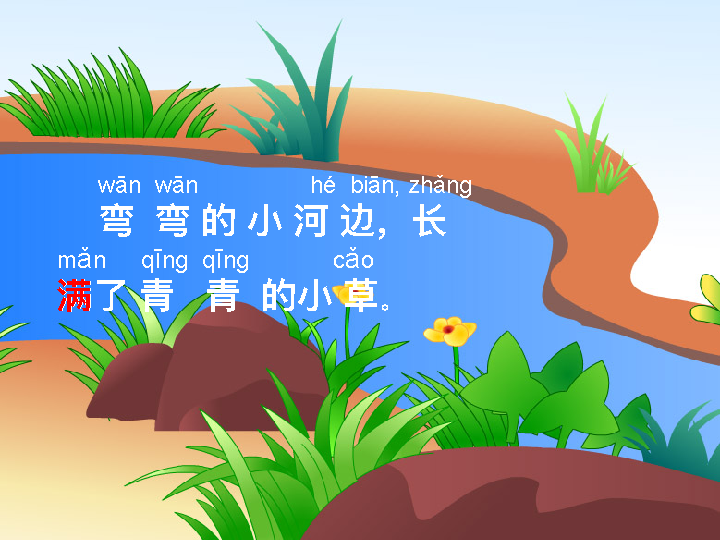 wān wān hé biān, zhǎng
弯 弯 的 小 河 边，长
mǎn qīng qīng cǎo
满了 青 青 的小 草。